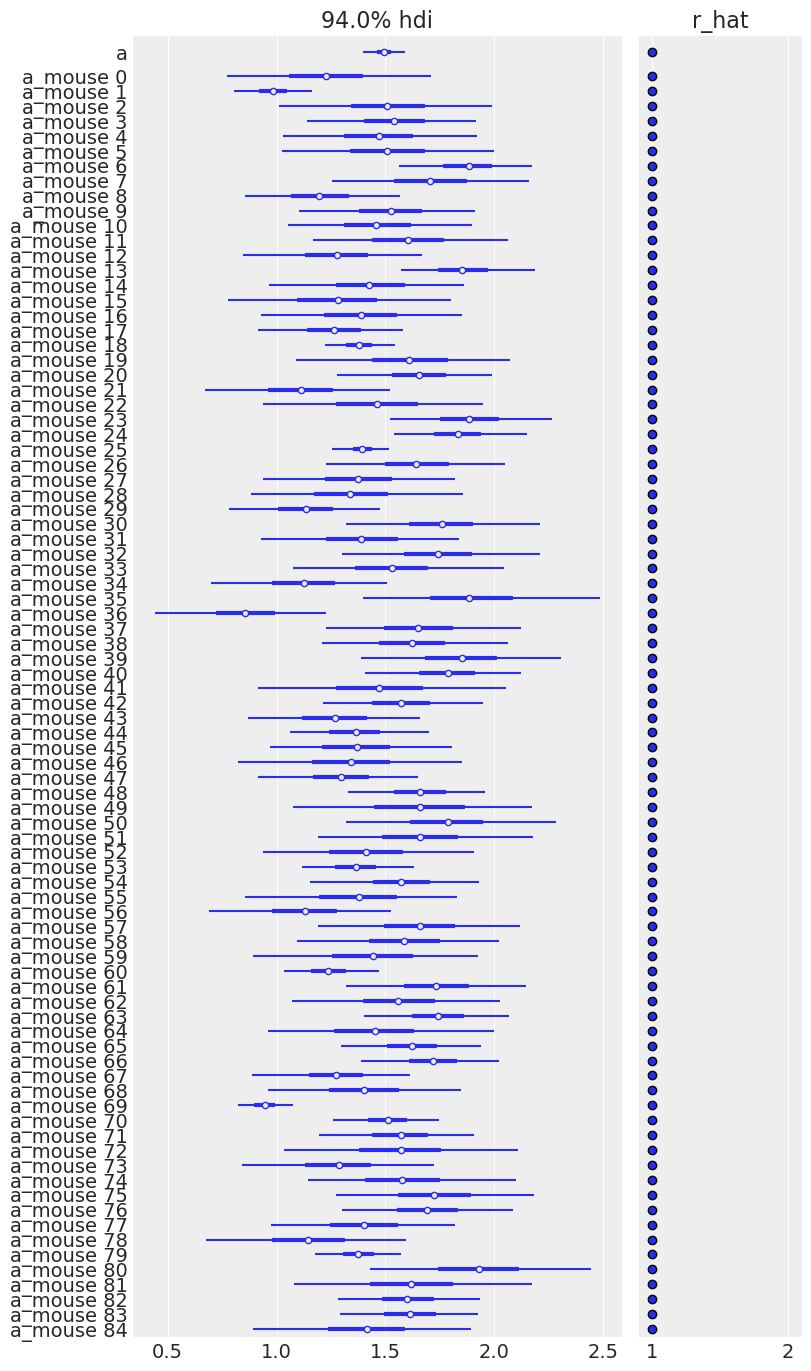 94.0% hdi r_hat
a
a_mouse 0
a_mouse 1
a_mouse 2
a_mouse 3
a_mouse 4
a_mouse 5
a_mouse 6
a_mouse 7
a_mouse 8
a_mouse 9
a_mouse 10
a_mouse 11
a_mouse 12
a_mouse 13
a_mouse 14
a_mouse 15
a_mouse 16
a_mouse 17
a_mouse 18
a_mouse 19
a_mouse 20
a_mouse 21
a_mouse 22
a_mouse 23
a_mouse 24
a_mouse 25
a_mouse 26
a_mouse 27
a_mouse 28
a_mouse 29
a_mouse 30
a_mouse 31
a_mouse 32
a_mouse 33
a_mouse 34
a_mouse 35
a_mouse 36
a_mouse 37
a_mouse 38
a_mouse 39
a_mouse 40
a_mouse 41
a_mouse 42
a_mouse 43
a_mouse 44
a_mouse 45
a_mouse 46
a_mouse 47
a_mouse 48
a_mouse 49
a_mouse 50
a_mouse 51
a_mouse 52
a_mouse 53
a_mouse 54
a_mouse 55
a_mouse 56
a_mouse 57
a_mouse 58
a_mouse 59
a_mouse 60
a_mouse 61
a_mouse 62
a_mouse 63
a_mouse 64
a_mouse 65
a_mouse 66
a_mouse 67
a_mouse 68
a_mouse 69
a_mouse 70
a_mouse 71
a_mouse 72
a_mouse 73
a_mouse 74
a_mouse 75
a_mouse 76
a_mouse 77
a_mouse 78
a_mouse 79
a_mouse 80
a_mouse 81
a_mouse 82
a_mouse 83
a_mouse 84
0.5 1.0 1.5 2.0 2.5 1 2